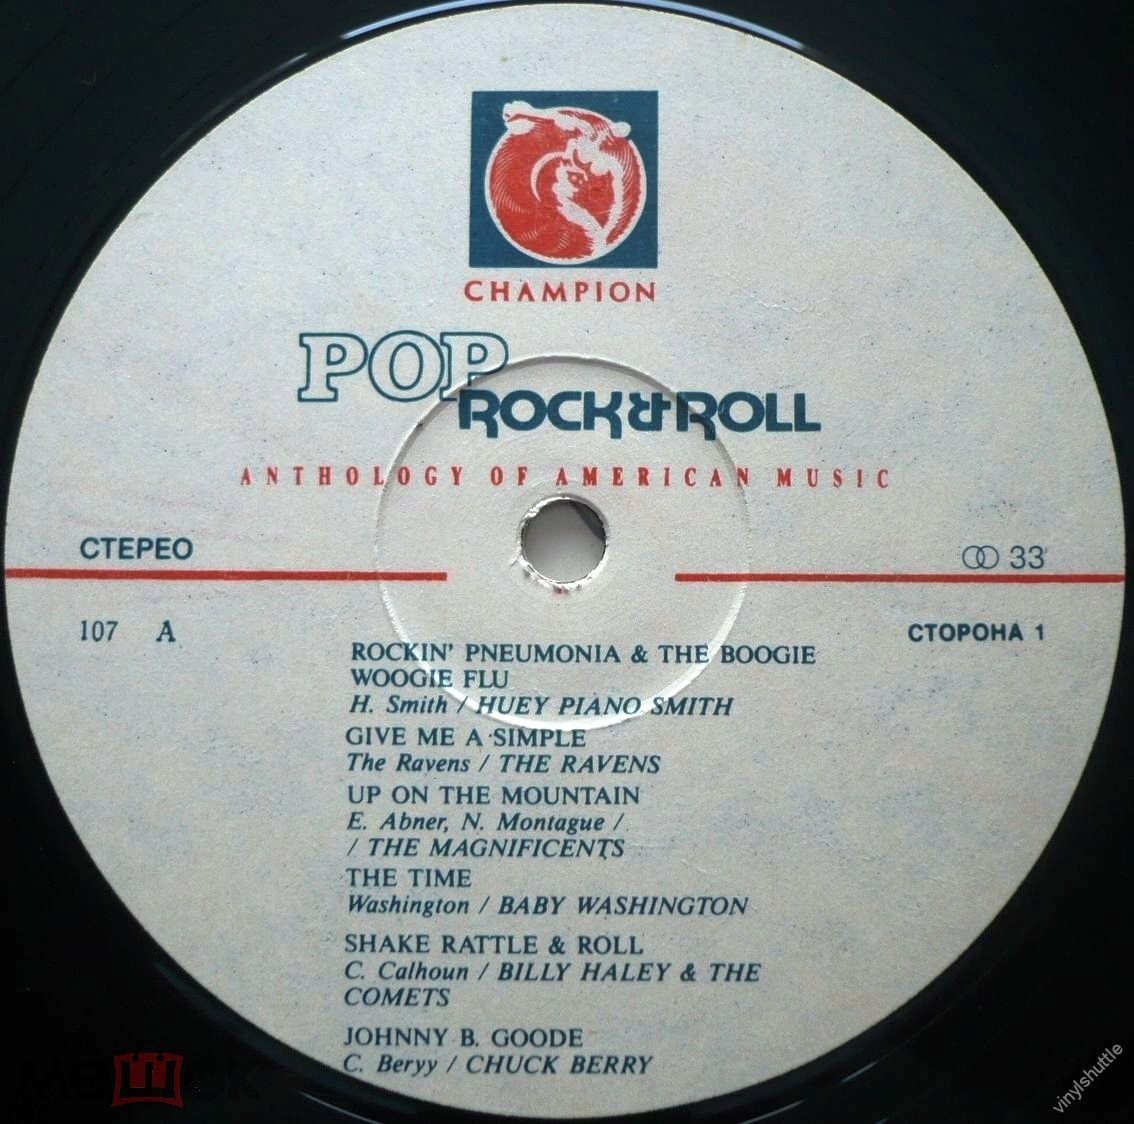 CHAMPION
POP
ROCK & ROLL
ANTHOLOGY OF AMERICAN MUSIC
СТЕРЕО
33
107 A
СТОРОНА 1
ROCKIN' PNEUMONIA & THE BOOGIE
WOOGIE FLU
H. Smith / HUEY PIANO SMITH
GIVE ME A SIMPLE
The Ravens / THE RAVENS
UP ON THE MOUNTAIN
E. Abner, N. Montague /
/ THE MAGNIFICENTS
THE TIME
Washington / BABY WASHINGTON
SHAKE RATTLE & ROLL
C. Calhoun / BILLY HALEY & THE
COMETS
JOHNNY B. GOODE
C. Beryy / CHUCK BERRY
vinylshuttle